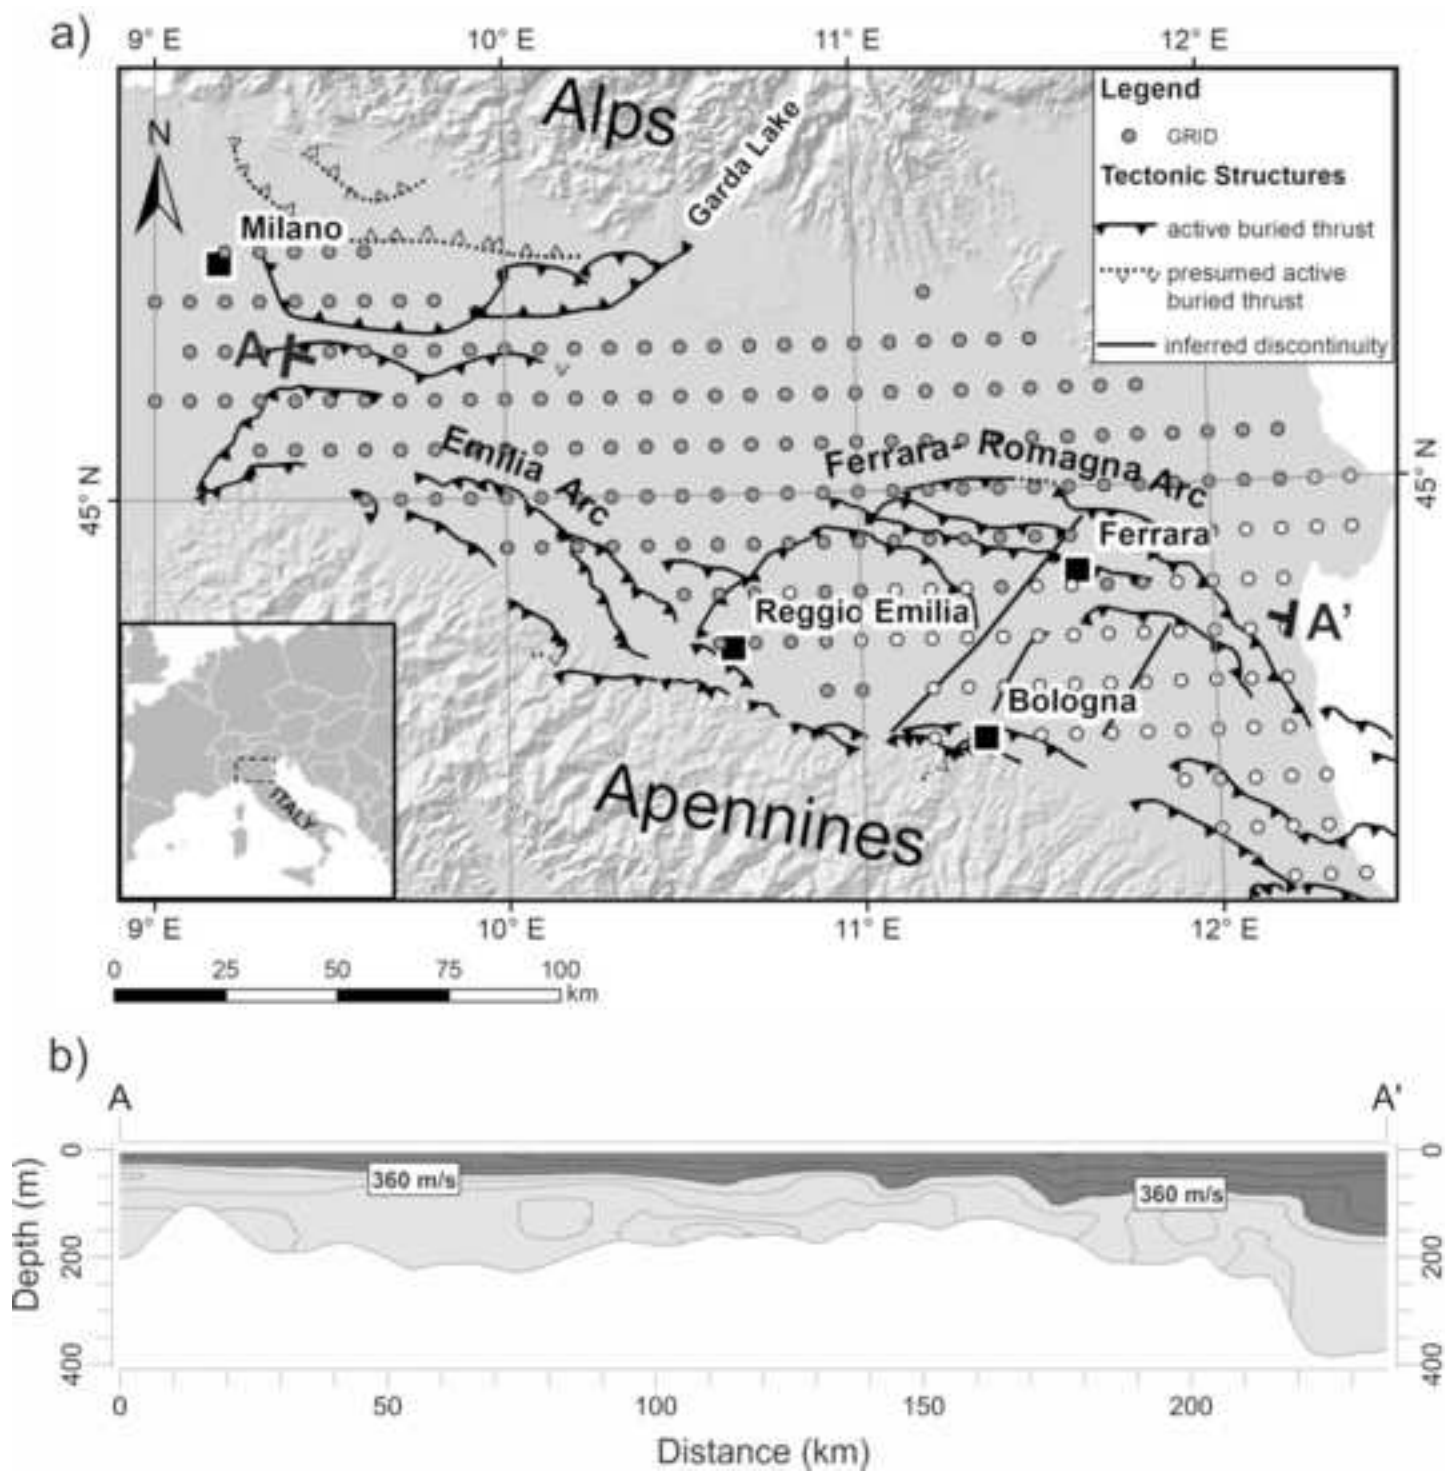 a)
9° E 10° E 11° E 12° E
Alps
Garda Lake
N
Milano
Legend
GRID
Tectonic Structures
active buried thrust
presumed active
buried thrust
inferred discontinuity
A
Emilia Arc
Ferrara- Romagna Arc
45° N
45° N
Ferrara
Reggio Emilia
A'
Bologna
Apennines
ITALY
9° E 10° E 11° E 12° E
0 25 50 75 100
km
b)
A A'
0 0
360 m/s 360 m/s
Depth (m)
200 200
400 400
0 50 100 150 200
Distance (km)